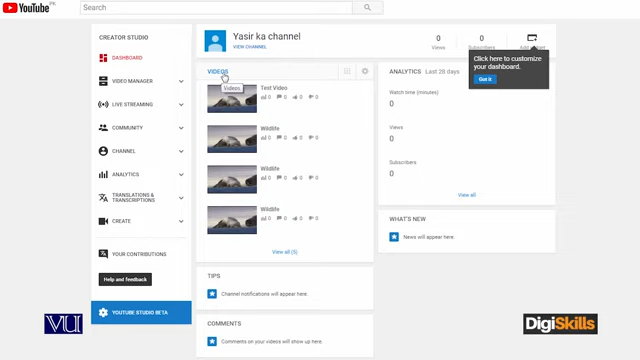 YouTube PK
Search
CREATOR STUDIO
DASHBOARD
VIDEO MANAGER
LIVE STREAMING
COMMUNITY
CHANNEL
ANALYTICS
TRANSLATIONS &
TRANSCRIPTIONS
CREATE
YOUR CONTRIBUTIONS
Help and feedback
YOUTUBE STUDIO BETA
Yasir ka channel
VIEW CHANNEL
0
Views
0
Subscribers
Add
Click here to customize
your dashboard.
Got it
VIDEOS
Videos
Test Video
0 0 0 0
Wildlife
0 0 0 0
Wildlife
0 0 0 0
Wildlife
0 0 0 0
View all (5)
TIPS
Channel notifications will appear here.
COMMENTS
Comments on your videos will show up here.
ANALYTICS Last 28 days
Watch time (minutes)
0
Views
0
Subscribers
0
View all
WHAT'S NEW
News will appear here.
VU
DigiSkills